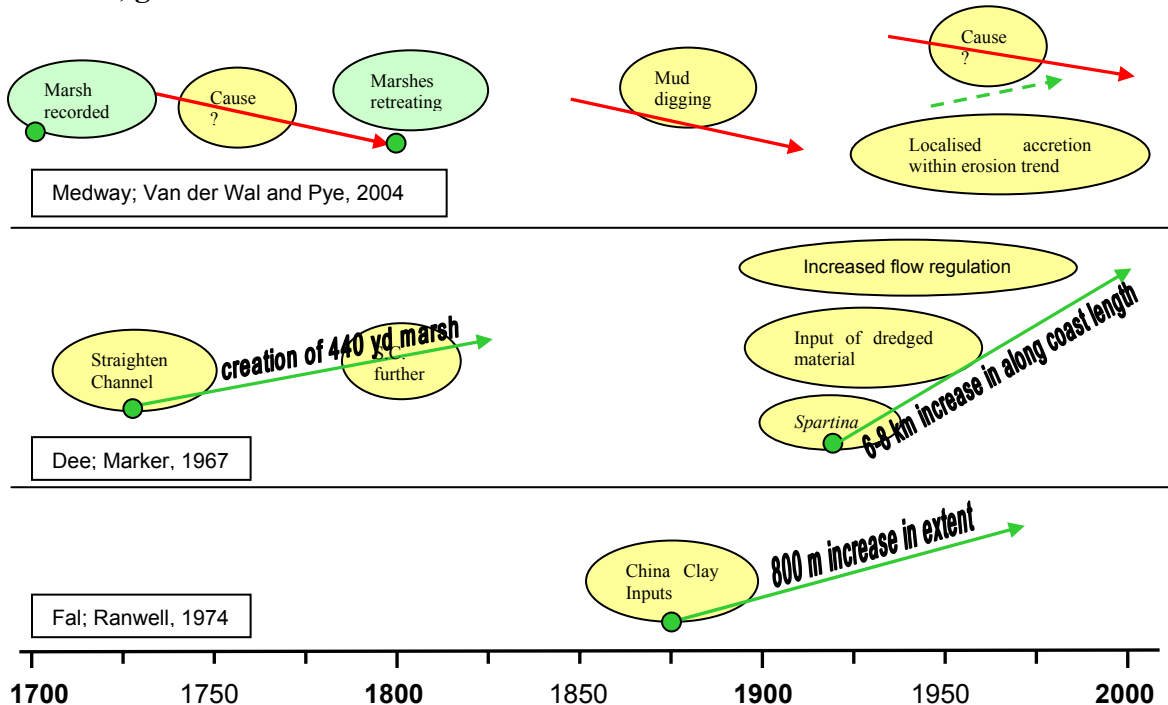 Marsh
recorded
Cause
?
Marshes
retreating
Mud
digging
Cause
?
Localised accretion
within erosion trend
Medway; Van der Wal and Pye, 2004
Increased flow regulation
Straighten
Channel
creation of 440 yd marsh
S.C.
further
Input of dredged
material
Spartina
6-8 km increase in along coast length
Dee; Marker, 1967
China Clay
Inputs
800 m increase in extent
Fal; Ranwell, 1974
1700 1750 1800 1850 1900 1950 2000